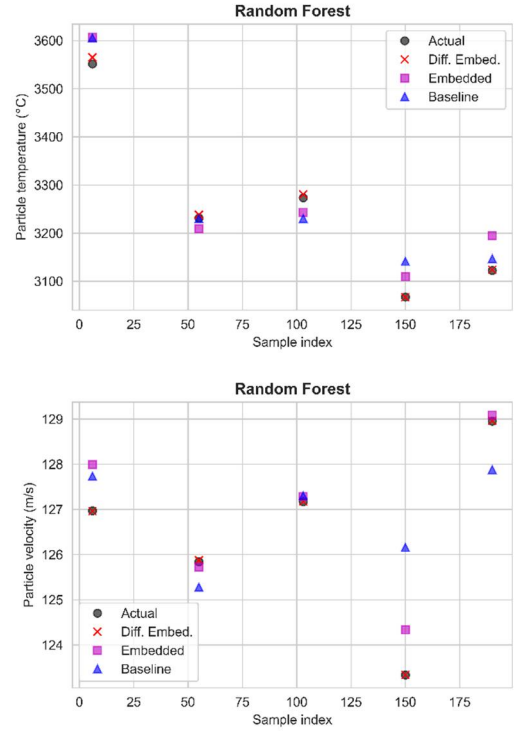 Random Forest
Particle temperature (°C)
3600
3500
3400
3300
3200
3100
Actual
Diff. Embed.
Embedded
Baseline
0 25 50 75 100 125 150 175
Sample index
Random Forest
Particle velocity (m/s)
129
128
127
126
125
124
Actual
Diff. Embed.
Embedded
Baseline
0 25 50 75 100 125 150 175
Sample index